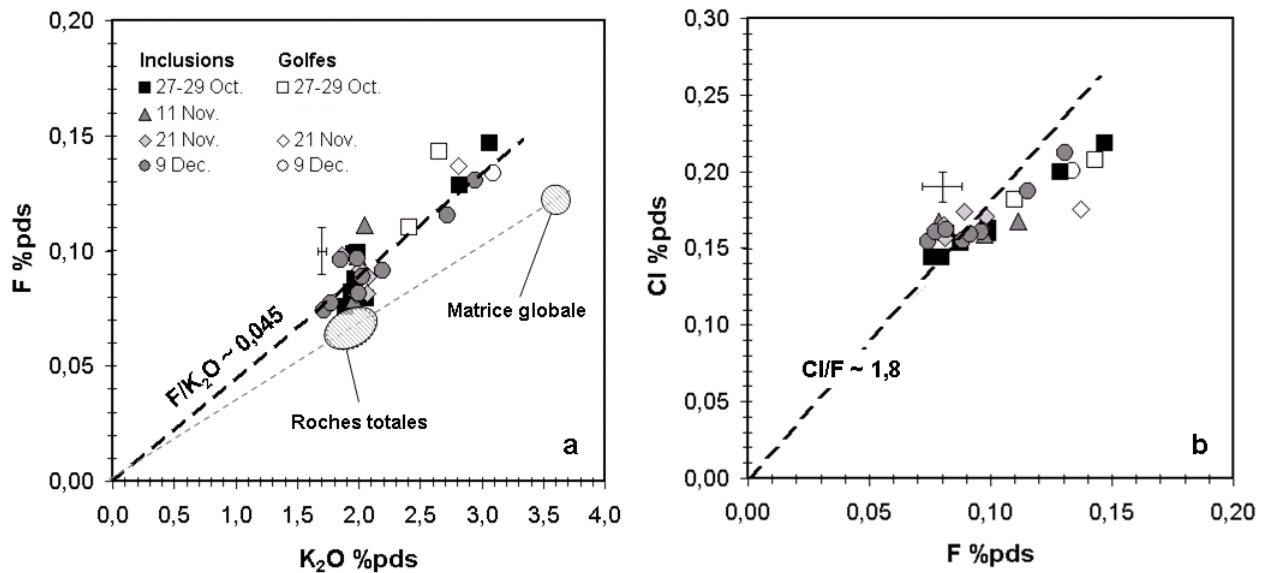 0,20
0,15
0,10
0,05
0,00
F %pds
Inclusions Golfes
27-29 Oct. 27-29 Oct.
11 Nov.
21 Nov. 21 Nov.
9 Dec. 9 Dec.
F/K₂O ~ 0,045
Matrice globale
Roches totales
a
0,0 0,5 1,0 1,5 2,0 2,5 3,0 3,5 4,0
K₂O %pds
0,30
0,25
0,20
0,15
0,10
0,05
0,00
Cl %pds
Cl/F ~ 1,8
b
0,00 0,05 0,10 0,15 0,20
F %pds